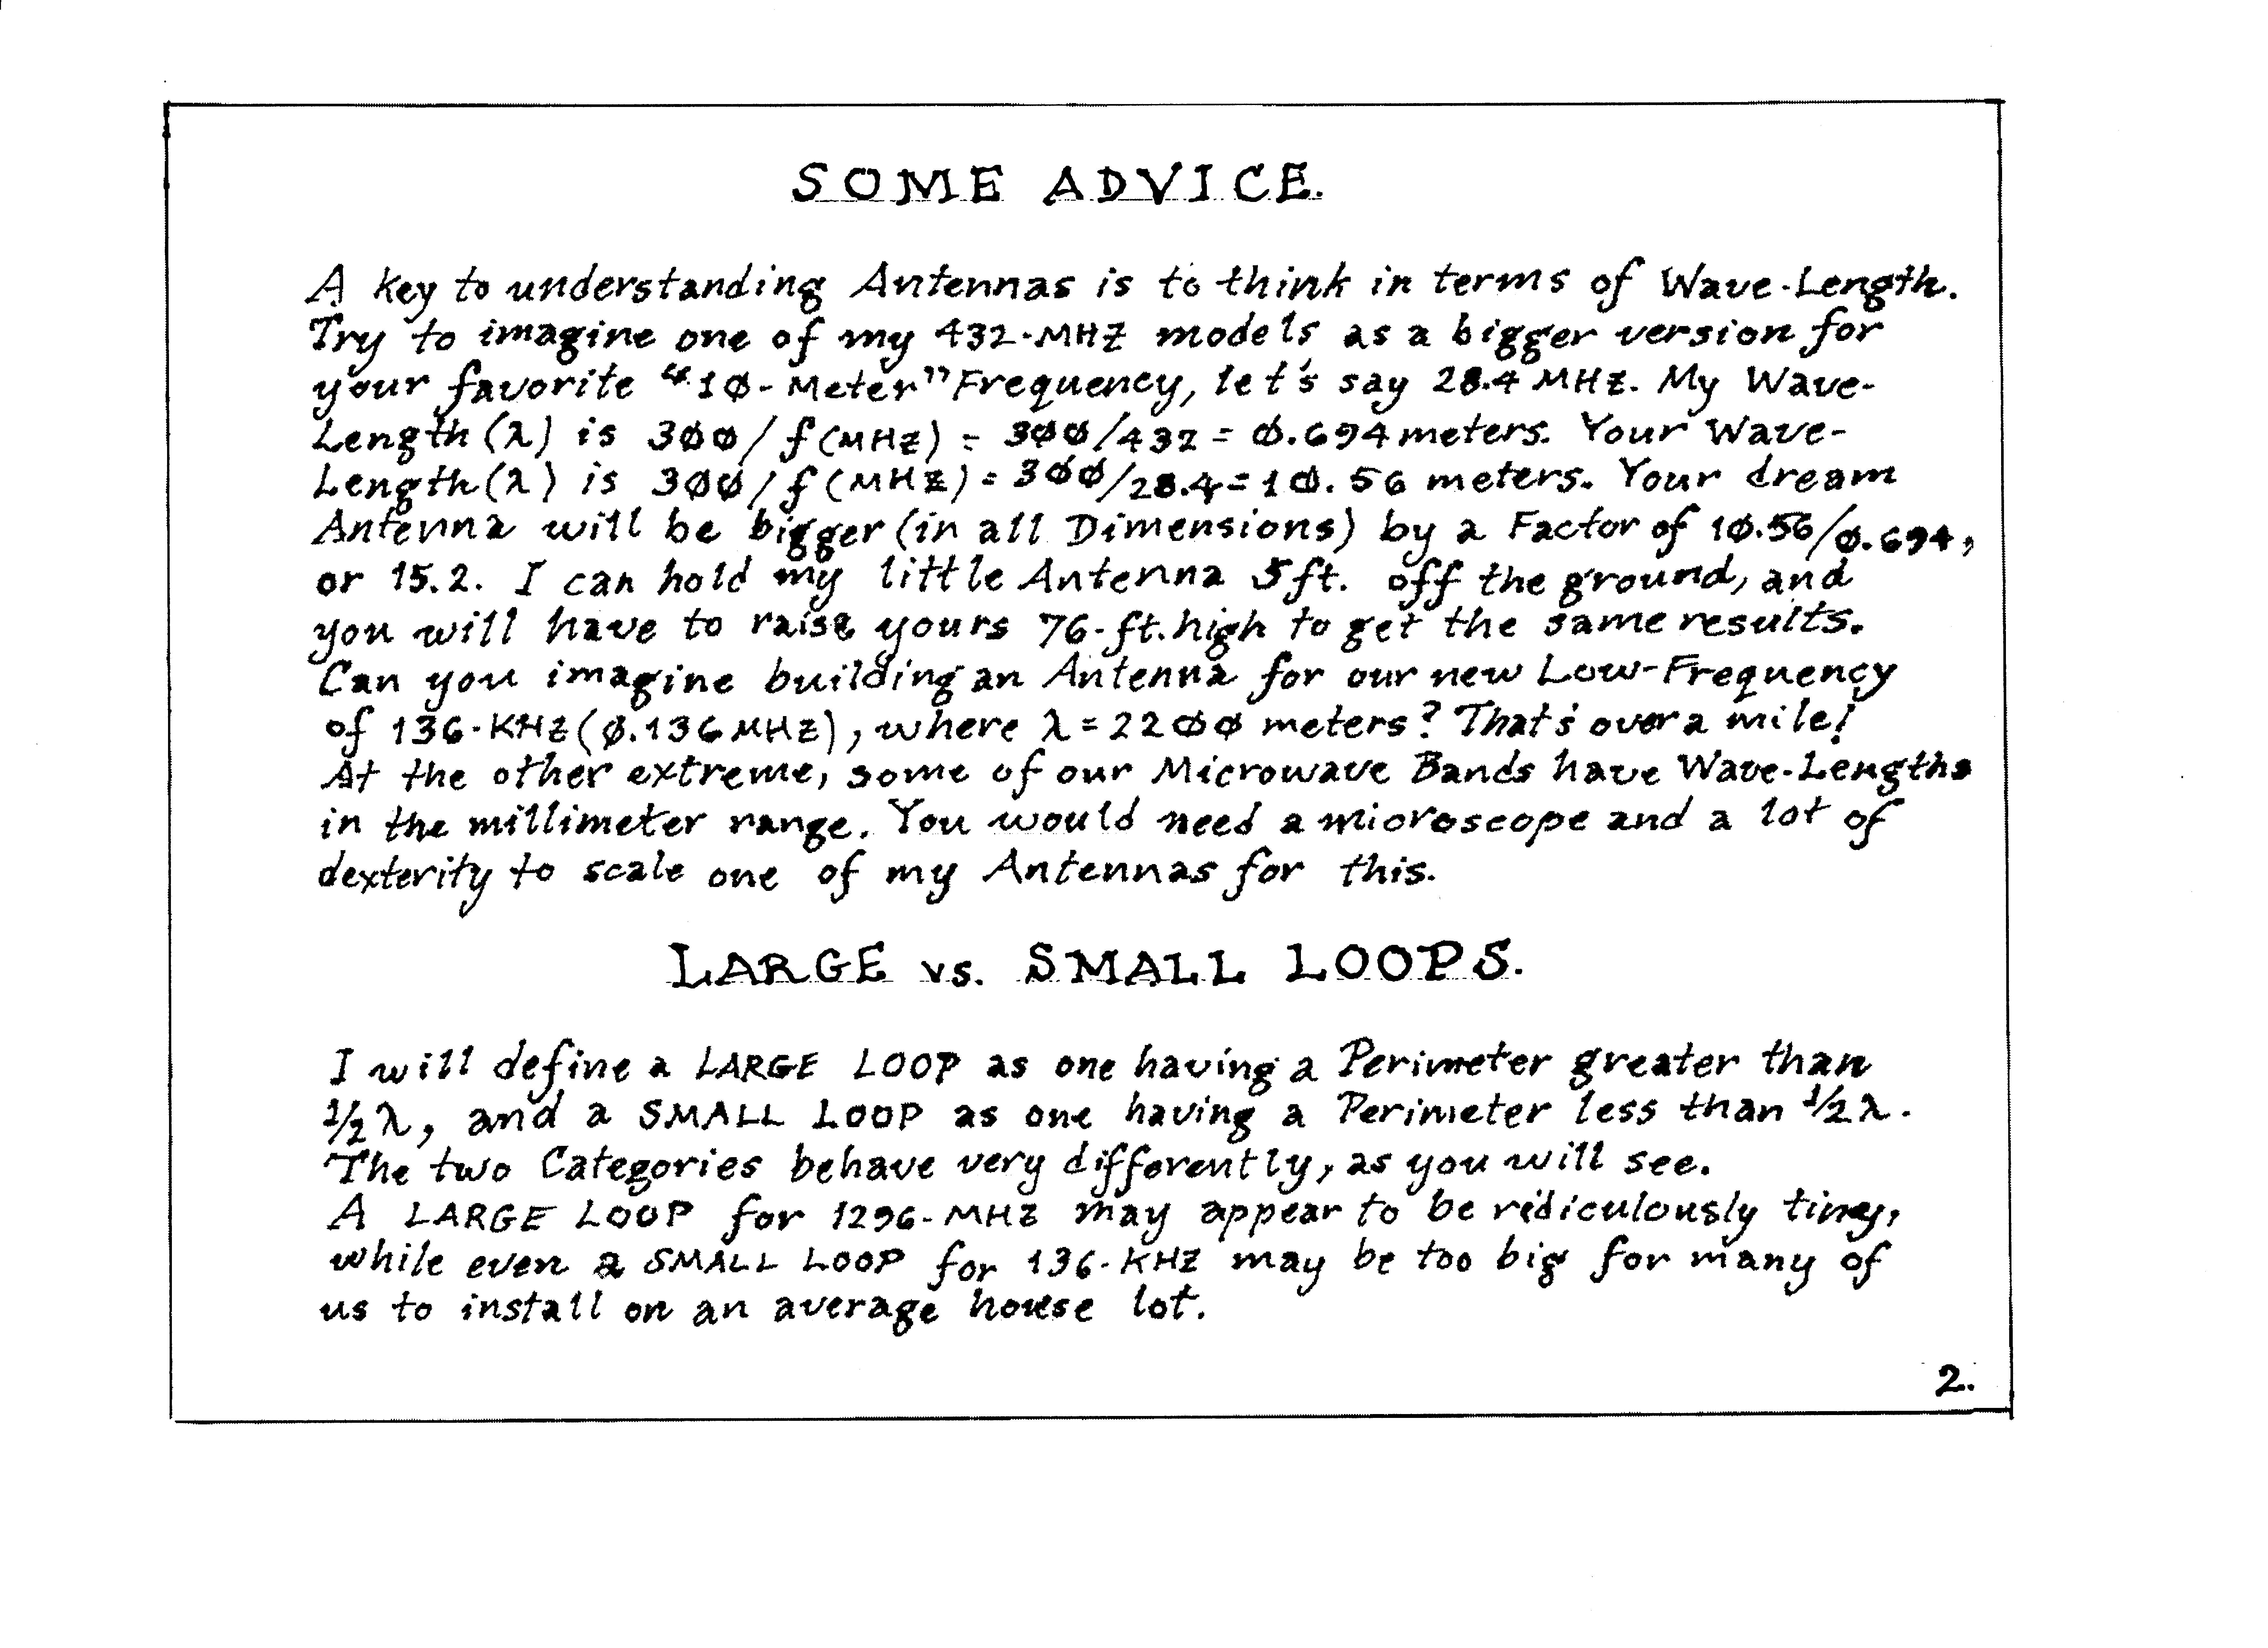 SOME ADVICE.
A key to understanding Antennas is to think in terms of Wave-Length.
Try to imagine one of my 432-MHz models as a bigger version for
your favorite "1Ø-Meter" Frequency, let's say 28.4 MHz. My Wave-
Length (λ) is 3ØØ/f(MHz) = 3ØØ/432 = Ø.694 meters. Your Wave-
Length (λ) is 3ØØ/f(MHz) = 3ØØ/28.4 = 1Ø.56 meters. Your dream
Antenna will be bigger (in all Dimensions) by a Factor of 1Ø.56/Ø.694,
or 15.2. I can hold my little Antenna 5ft. off the ground, and
you will have to raise yours 76-ft. high to get the same results.
Can you imagine building an Antenna for our new Low-Frequency
of 136-KHz (Ø.136 MHz), where λ = 22ØØ meters? That's over a mile!
At the other extreme, some of our Microwave Bands have Wave-Lengths
in the millimeter range. You would need a microscope and a lot of
dexterity to scale one of my Antennas for this.
LARGE vs. SMALL LOOPS.
I will define a LARGE LOOP as one having a Perimeter greater than
1/2 λ, and a SMALL LOOP as one having a Perimeter less than 1/2 λ.
The two Categories behave very differently, as you will see.
A LARGE LOOP for 1296-MHz may appear to be ridiculously tiny,
while even a SMALL LOOP for 136-KHz may be too big for many of
us to install on an average house lot.
2.